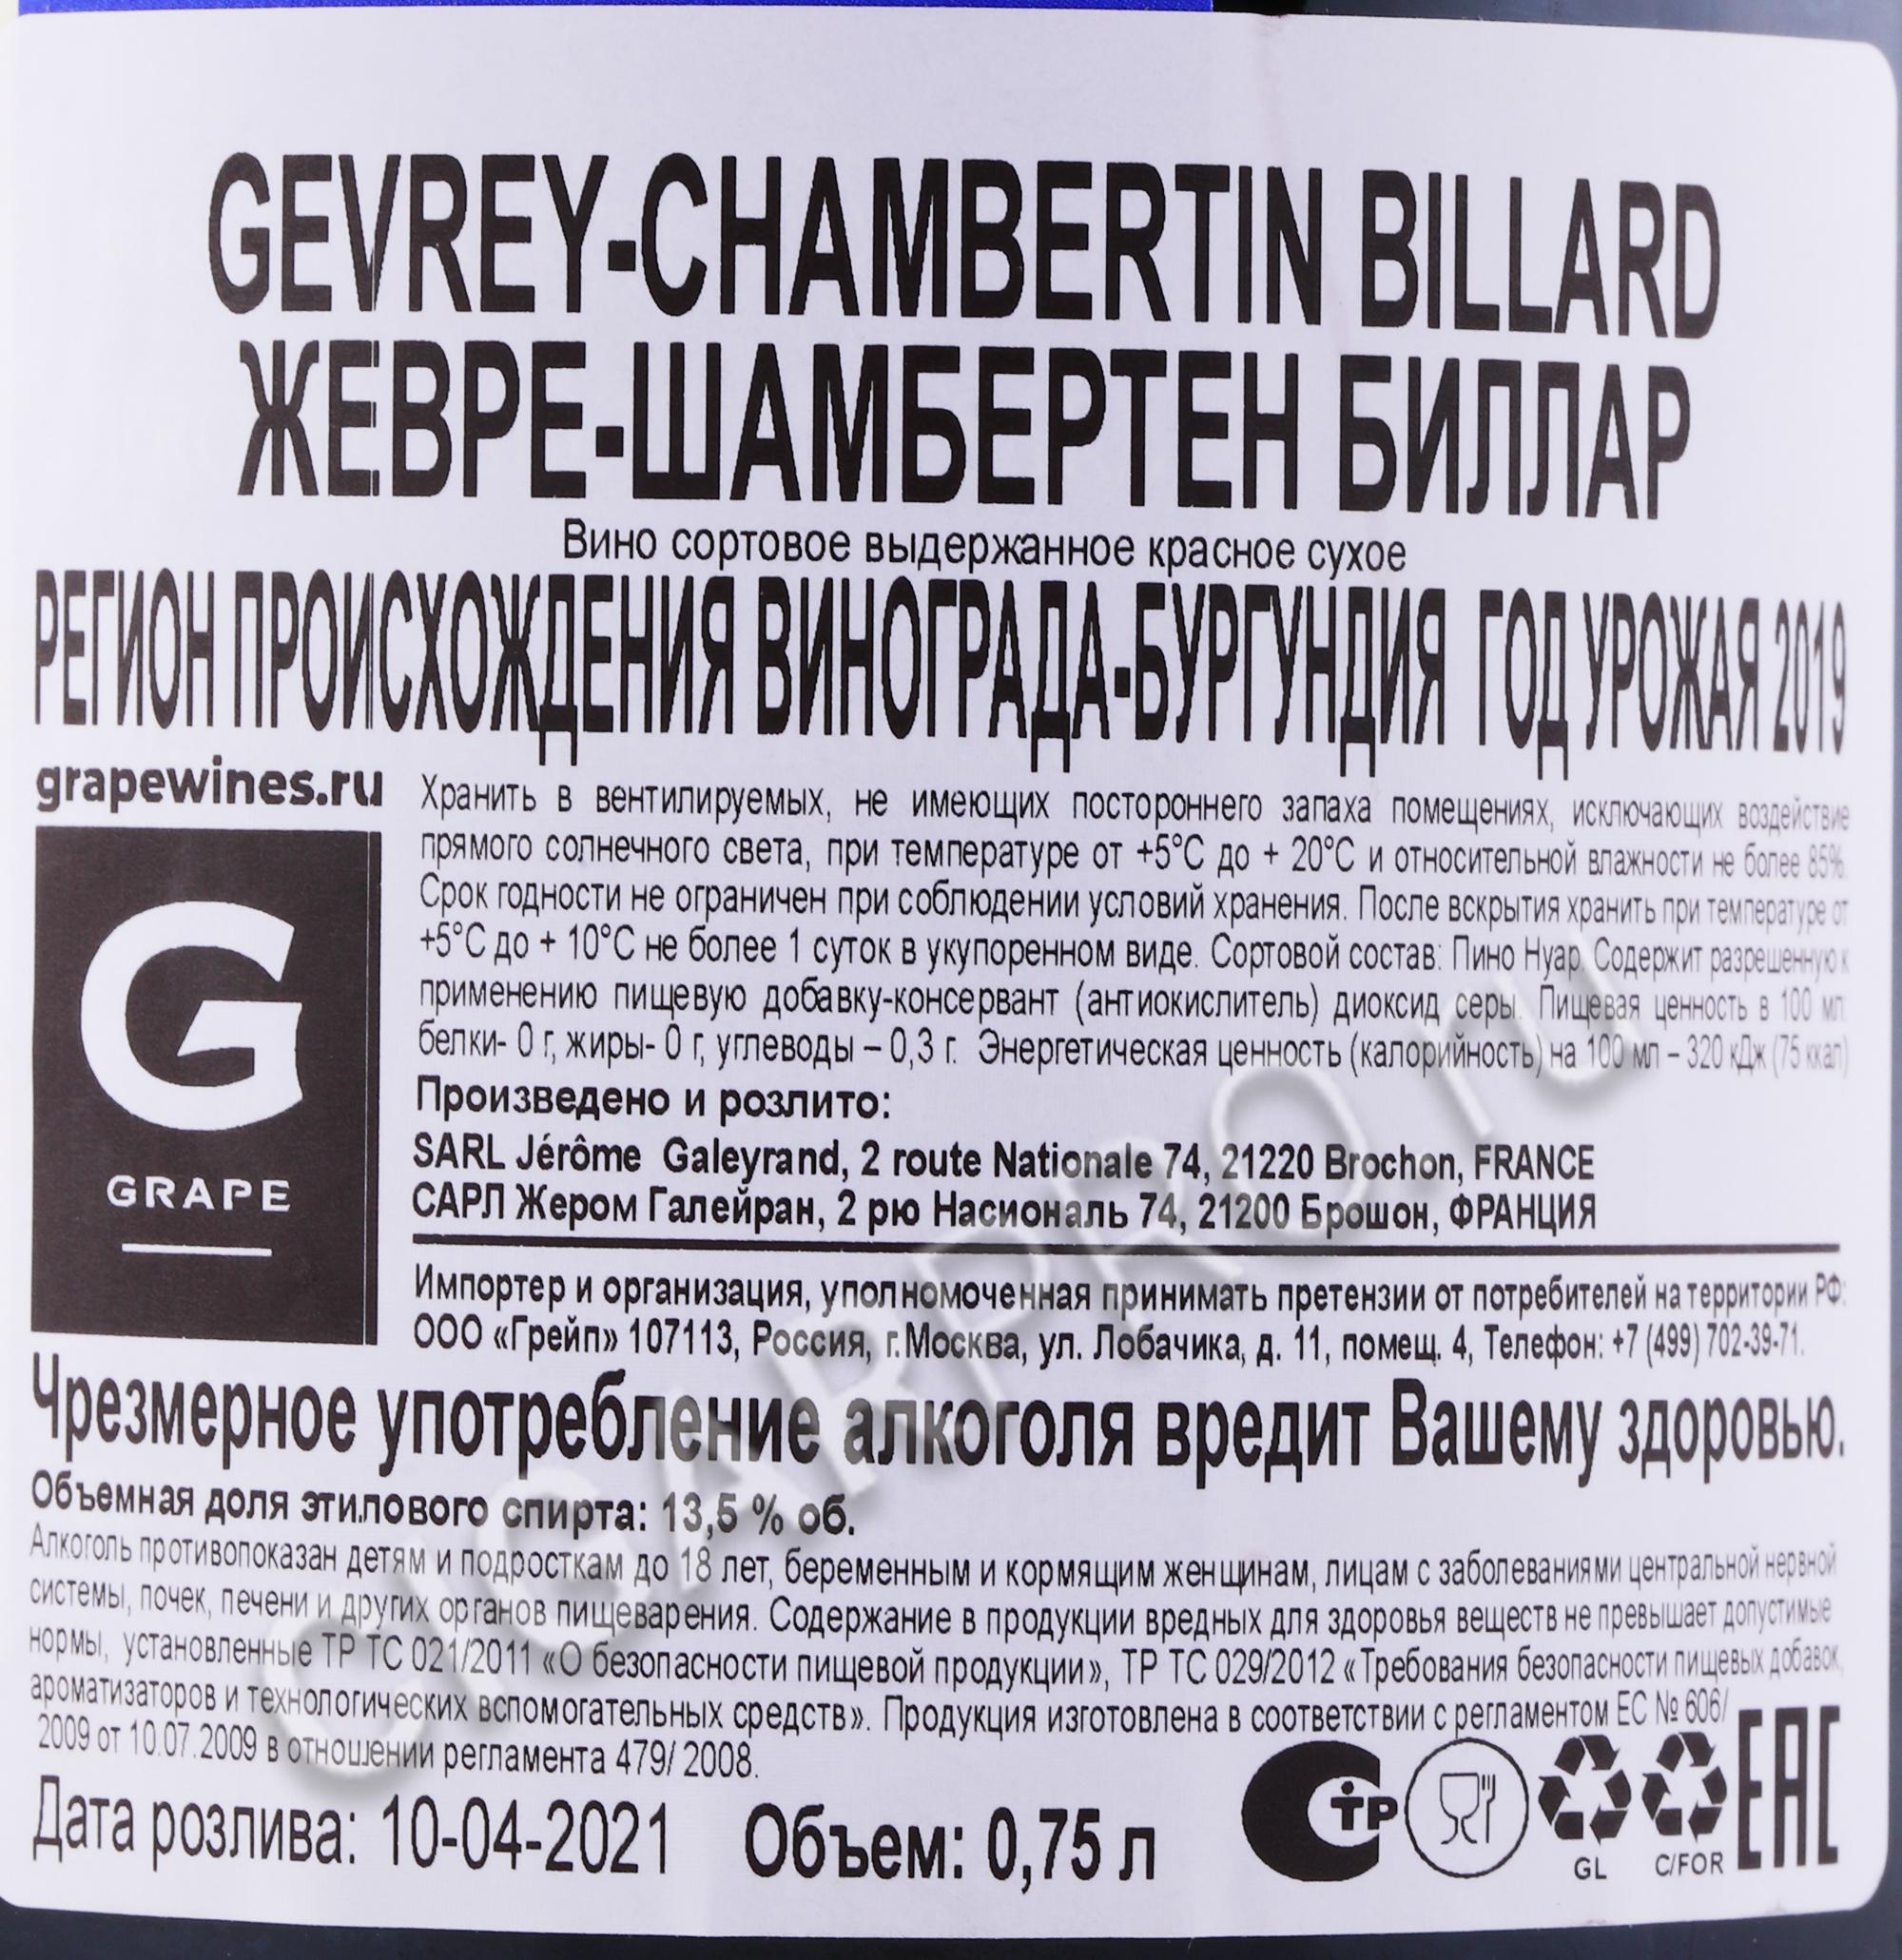 GEVREY-CHAMBERTIN BILLARD
ЖЕВРЕ-ШАМБЕРТЕН БИЛЛАР
Вино сортовое выдержанное красное сухое
РЕГИОН ПРОИСХОЖДЕНИЯ ВИНОГРАДА-БУРГУНДИЯ ГОД УРОЖАЯ 2019
grapewines.ru
G
GRAPE
Хранить в вентилируемых, не имеющих постороннего запаха помещениях, исключающих воздействие
прямого солнечного света, при температуре от +5°С до + 20°С и относительной влажности не более 85%.
Срок годности не ограничен при соблюдении условий хранения. После вскрытия хранить при температуре от
+5°С до + 10°С не более 1 суток в укупоренном виде. Сортовой состав: Пино Нуар. Содержит разрешенную к
применению пищевую добавку-консервант (антиокислитель) диоксид серы. Пищевая ценность в 100 мл:
белки- 0 г, жиры- 0 г, углеводы – 0,3 г. Энергетическая ценность (калорийность) на 100 мл – 320 кДж (75 ккал)
Произведено и розлито:
SARL Jérôme Galeyrand, 2 route Nationale 74, 21220 Brochon, FRANCE
САРЛ Жером Галейран, 2 рю Насиональ 74, 21200 Брошон, ФРАНЦИЯ
Импортер и организация, уполномоченная принимать претензии от потребителей на территории РФ:
ООО «Грейп» 107113, Россия, г.Москва, ул. Лобачика, д. 11, помещ. 4, Телефон: +7 (499) 702-39-71.
Чрезмерное употребление алкоголя вредит Вашему здоровью.
Объемная доля этилового спирта: 13,5 % об.
Алкоголь противопоказан детям и подросткам до 18 лет, беременным и кормящим женщинам, лицам с заболеваниями центральной нервной
системы, почек, печени и других органов пищеварения. Содержание в продукции вредных для здоровья веществ не превышает допустимые
нормы, установленные ТР ТС 021/2011 «О безопасности пищевой продукции», ТР ТС 029/2012 «Требования безопасности пищевых добавок,
ароматизаторов и технологических вспомогательных средств». Продукция изготовлена в соответствии с регламентом ЕС № 606/
2009 от 10.07.2009 в отношении регламента 479/ 2008.
Дата розлива: 10-04-2021 Объем: 0,75 л
СТР
GL
C/FOR
ЕАС
CIGARPRO.ru